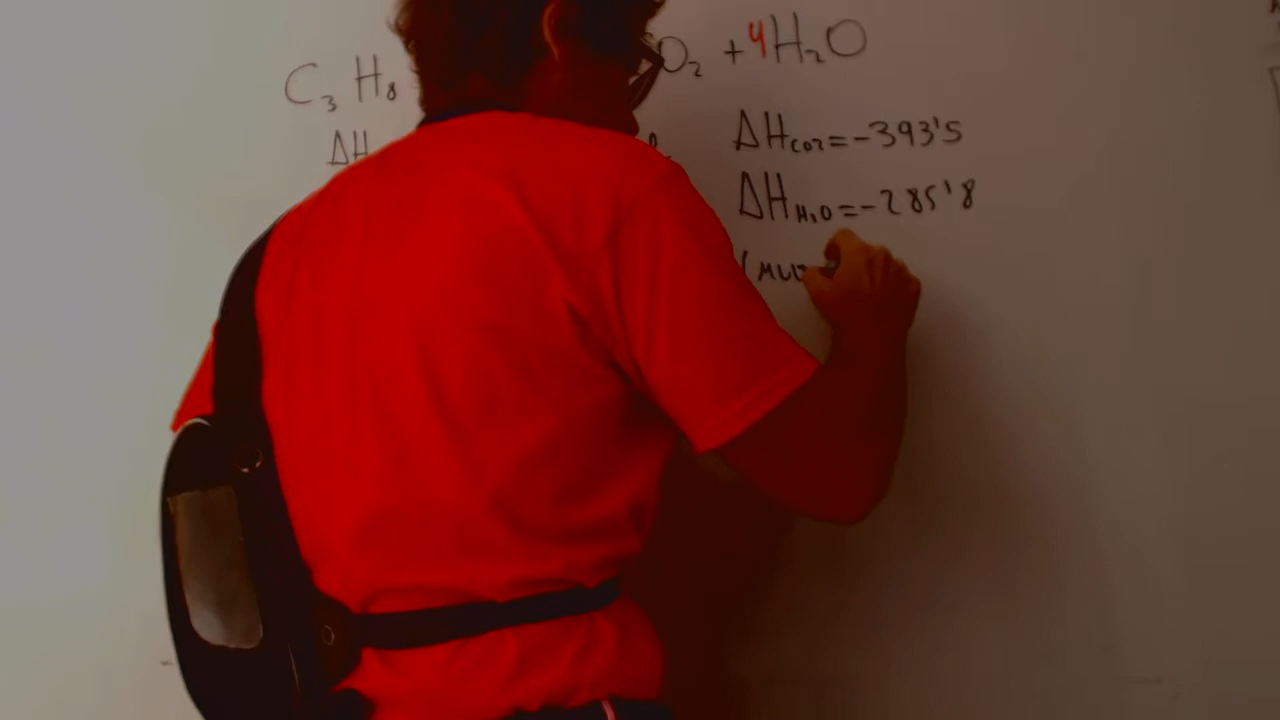 C₃ H₈ O₂ + 4H₂O
ΔH ΔH_CO₂ = -393'5
ΔH_H₂O = -285'8